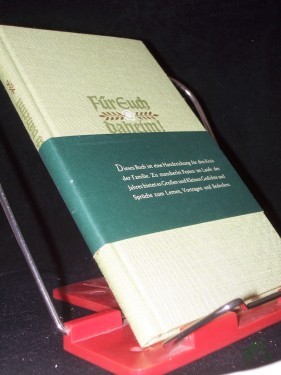 Für Euch
daheim!
Dieses Buch ist eine Handreichung für den Kreis
der Familie. Zu mancherlei Festen im Laufe des
Jahres bietet es Großen und Kleinen Gedichte und
Sprüche zum Lernen, Vortragen und Bedenken.